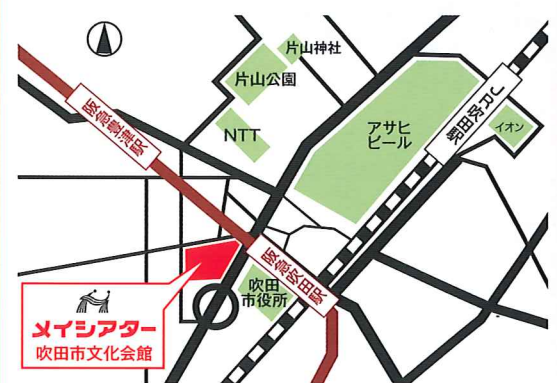 片山神社
片山公園
阪急豊津駅
NTT
アサヒ
ビール
JR吹田駅
イオン
阪急吹田駅
吹田
市役所
メイシアター
吹田市文化会館